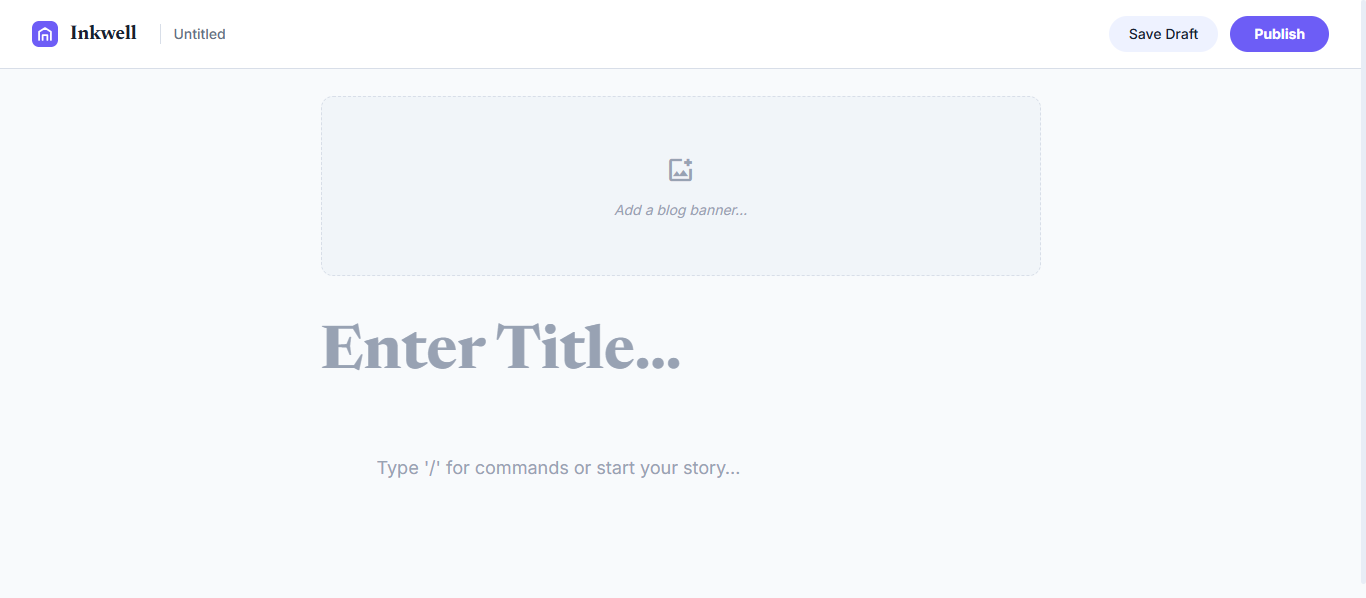 Inkwell
Untitled
Save Draft
Publish
Add a blog banner...
Enter Title...
Type '/' for commands or start your story...